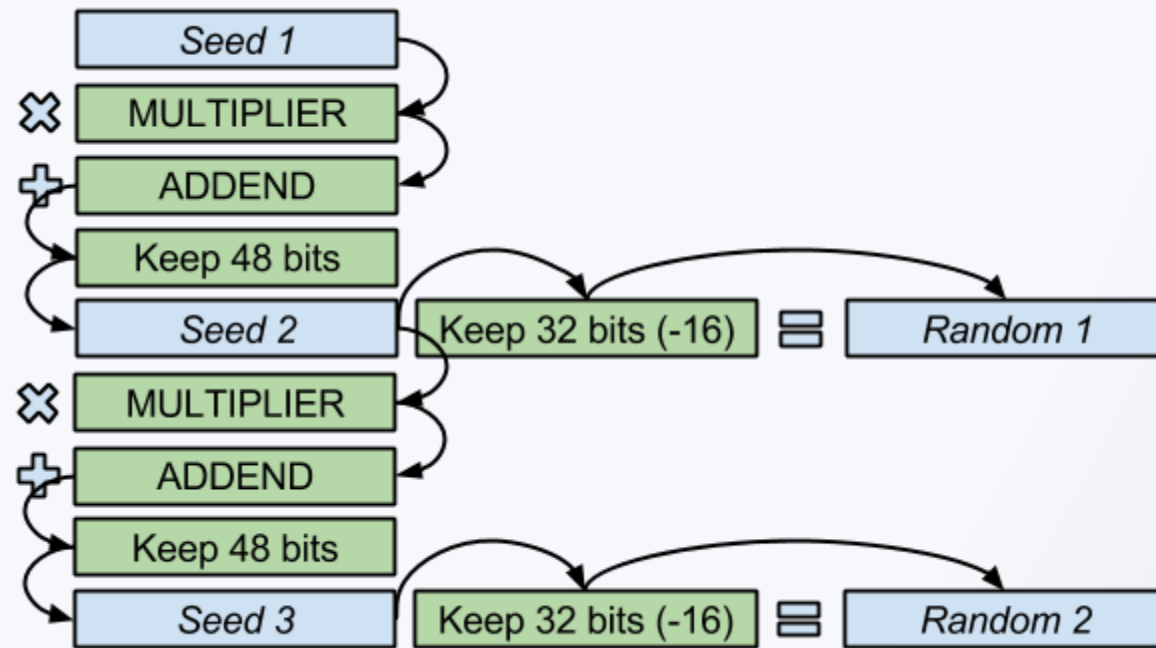 Seed 1
MULTIPLIER
ADDEND
Keep 48 bits
Seed 2 Keep 32 bits (-16) = Random 1
MULTIPLIER
ADDEND
Keep 48 bits
Seed 3 Keep 32 bits (-16) = Random 2